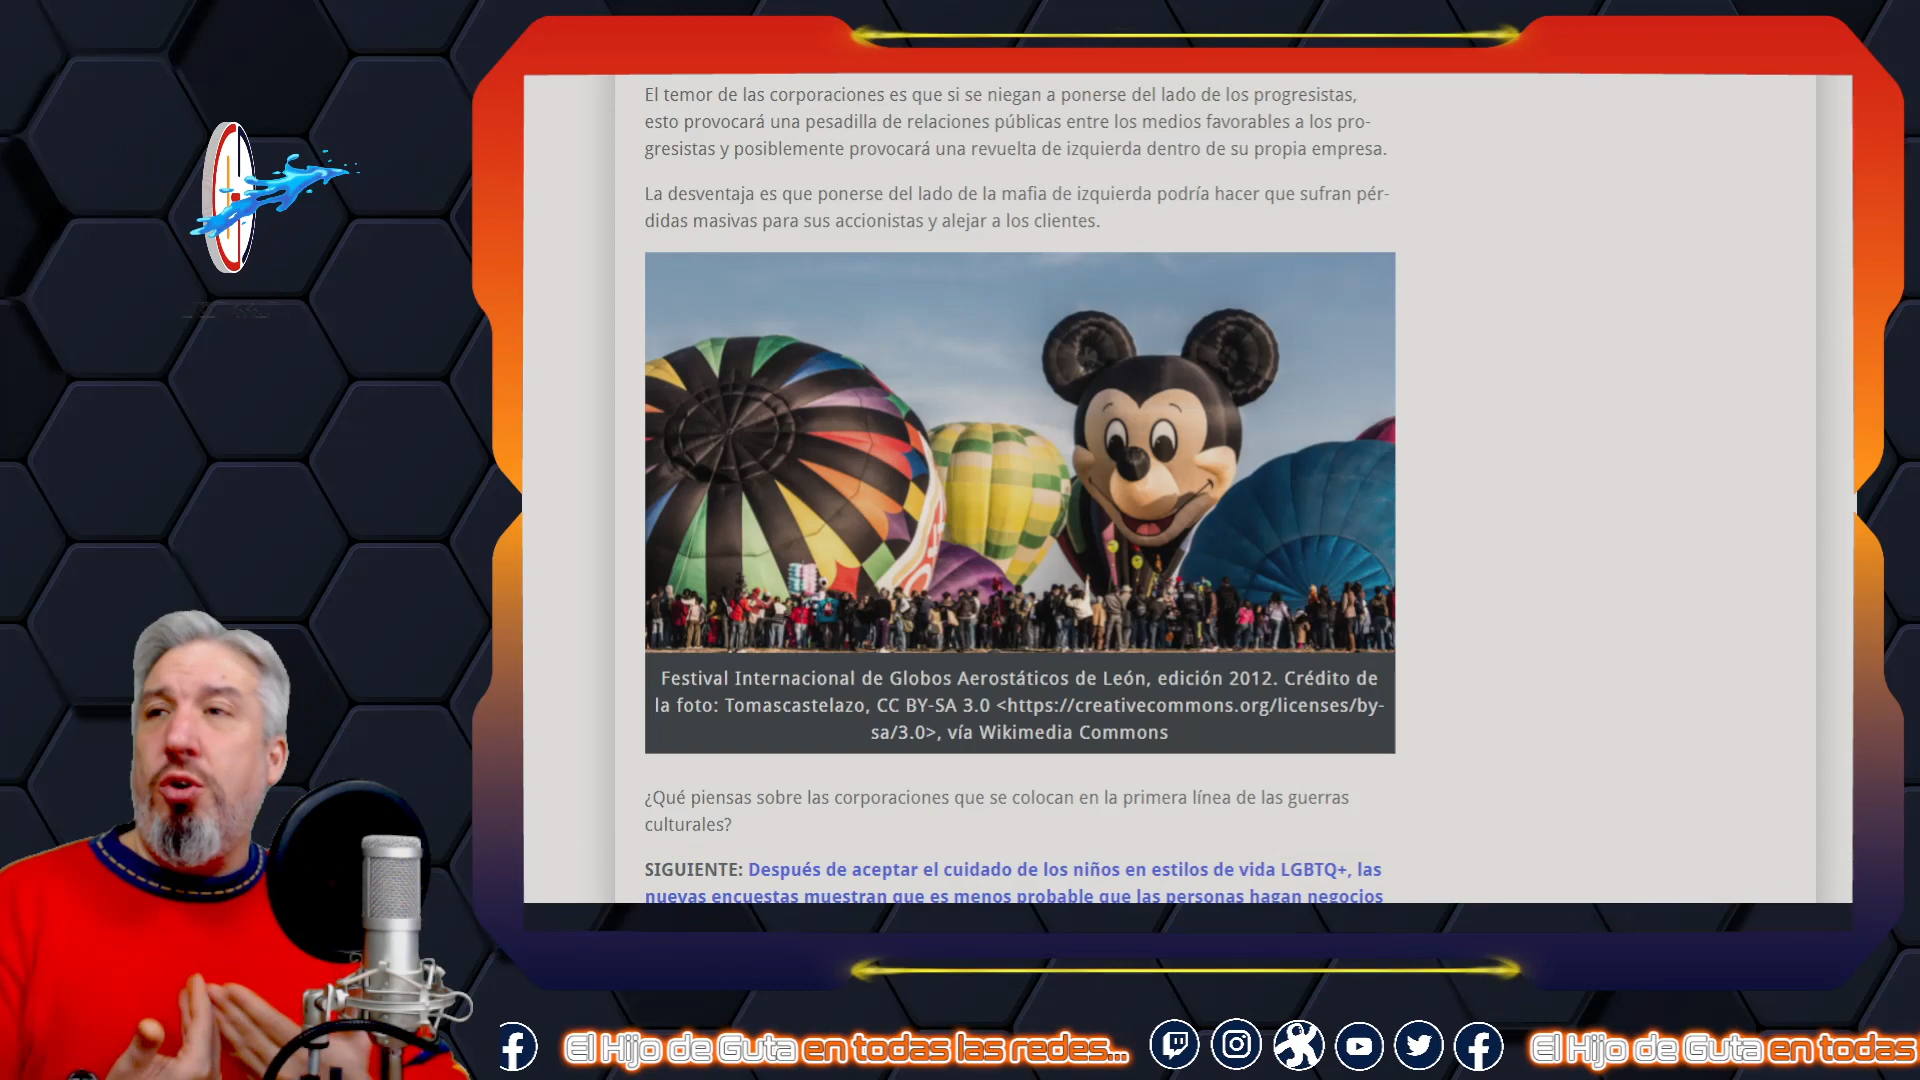 El temor de las corporaciones es que si se niegan a ponerse del lado de los progresistas,
esto provocará una pesadilla de relaciones públicas entre los medios favorables a los pro-
gresistas y posiblemente provocará una revuelta de izquierda dentro de su propia empresa.
La desventaja es que ponerse del lado de la mafia de izquierda podría hacer que sufran pér-
didas masivas para sus accionistas y alejar a los clientes.
Festival Internacional de Globos Aerostáticos de León, edición 2012. Crédito de
la foto: Tomascastelazo, CC BY-SA 3.0 <https://creativecommons.org/licenses/by-
sa/3.0>, vía Wikimedia Commons
¿Qué piensas sobre las corporaciones que se colocan en la primera línea de las guerras
culturales?
SIGUIENTE: Después de aceptar el cuidado de los niños en estilos de vida LGBTQ+, las
nuevas encuestas muestran que es menos probable que las personas hagan negocios
El Hijo de Guta en todas las redes...
El Hijo de Guta en todas